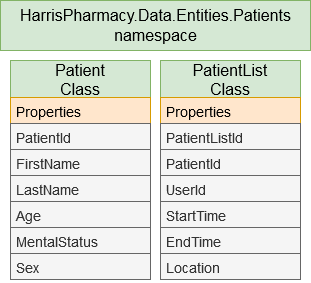 HarrisPharmacy.Data.Entities.Patients
namespace
Patient
Class
Properties
PatientId
FirstName
LastName
Age
MentalStatus
Sex
PatientList
Class
Properties
PatientListId
PatientId
UserId
StartTime
EndTime
Location